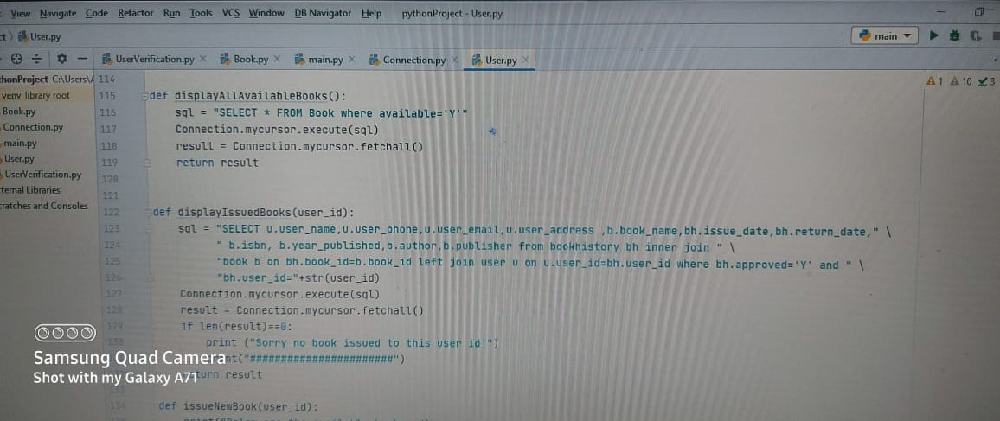 View Navigate Code Refactor Run Tools VCS Window DB Navigator Help pythonProject - User.py
User.py main
UserVerification.py Book.py main.py Connection.py User.py
honProject C:\Users\ 114
1 10 3
venv library root 115 def displayAllAvailableBooks():
Book.py 116 sql = "SELECT * FROM Book where available='Y'"
Connection.py 117 Connection.mycursor.execute(sql)
main.py 118 result = Connection.mycursor.fetchall()
User.py 119 return result
UserVerification.py 120
ternal Libraries 121
ratches and Consoles 122 def displayIssuedBooks(user_id):
123 sql = "SELECT u.user_name,u.user_phone,u.user_email,u.user_address ,b.book_name,bh.issue_date,bh.return_date," \
124 " b.isbn, b.year_published,b.author,b.publisher from bookhistory bh inner join " \
125 "book b on bh.book_id=b.book_id left join user u on u.user_id=bh.user_id where bh.approved='Y' and " \
126 "bh.user_id="+str(user_id)
127 Connection.mycursor.execute(sql)
128 result = Connection.mycursor.fetchall()
129 if len(result)==0:
130 print ("Sorry no book issued to this user id!")
nt("#######################")
turn result
133
134 def issueNewBook(user_id):
Samsung Quad Camera
Shot with my Galaxy A71